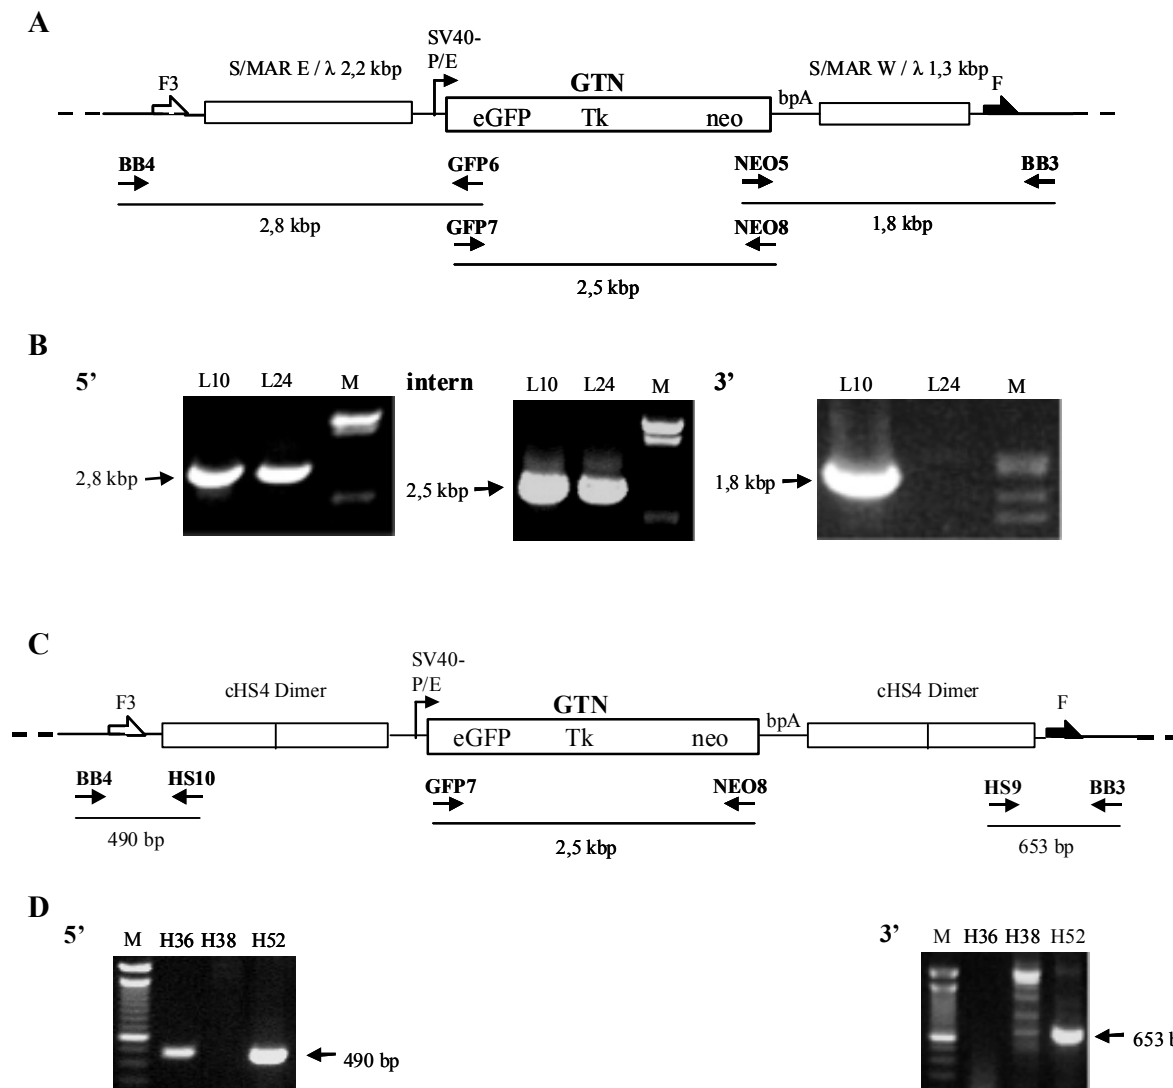 A
SV40-
P/E
S/MAR E / λ 2,2 kbp
GTN
S/MAR W / λ 1,3 kbp
F3
bpA
F
eGFP Tk neo
BB4 GFP6 NEO5 BB3
2,8 kbp GFP7 NEO8 1,8 kbp
2,5 kbp
B
5’ L10 L24 M
intern L10 L24 M
3’ L10 L24 M
2,8 kbp
2,5 kbp
1,8 kbp
C
SV40-
P/E
cHS4 Dimer
GTN
cHS4 Dimer
F3
bpA
F
eGFP Tk neo
BB4 HS10 GFP7 NEO8 HS9 BB3
490 bp 2,5 kbp 653 bp
D
5’
M H36 H38 H52
3’
M H36 H38 H52
490 bp
653 b